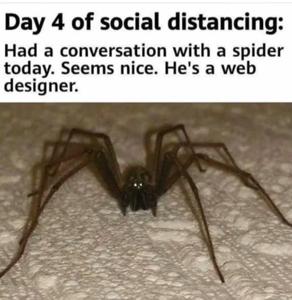 Day 4 of social distancing:
Had a conversation with a spider
today. Seems nice. He's a web
designer.